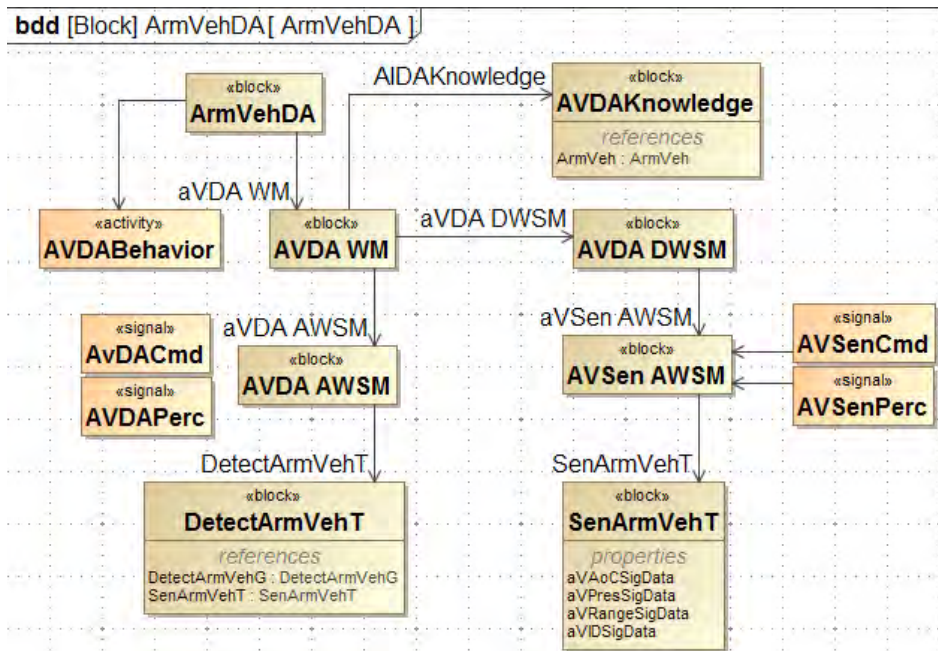 bdd [Block] ArmVehDA[ ArmVehDA ]
«block»
ArmVehDA
AIDAKnowledge
«block»
AVDAKnowledge
references
ArmVeh : ArmVeh
aVDA WM
«activity»
AVDABehavior
«block»
AVDA WM
aVDA DWSM
«block»
AVDA DWSM
«signal»
AvDACmd
«signal»
AVDAPerc
aVDA AWSM
«block»
AVDA AWSM
aVSen AWSM
«block»
AVSen AWSM
«signal»
AVSenCmd
«signal»
AVSenPerc
DetectArmVehT
«block»
DetectArmVehT
references
DetectArmVehG : DetectArmVehG
SenArmVehT : SenArmVehT
SenArmVehT
«block»
SenArmVehT
properties
aVAoCSigData
aVPresSigData
aVRangeSigData
aVIDSigData